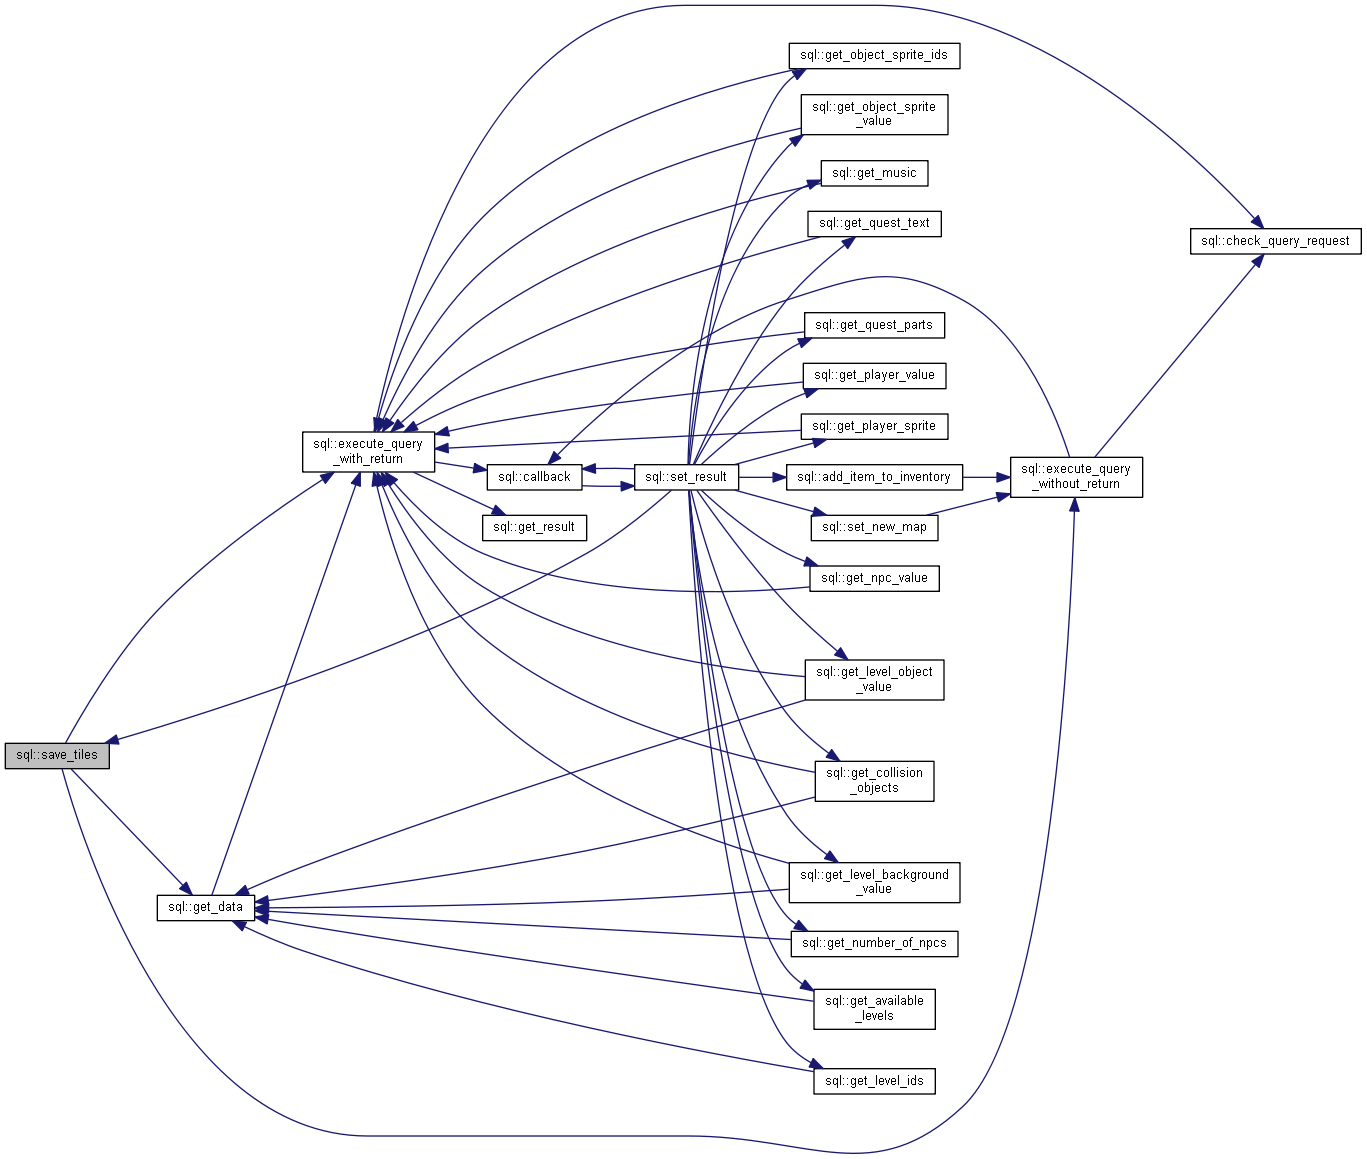 sql::get_object_sprite_ids
sql::get_object_sprite
_value
sql::get_music
sql::get_quest_text
sql::check_query_request
sql::get_quest_parts
sql::get_player_value
sql::get_player_sprite
sql::execute_query
_with_return
sql::callback
sql::set_result
sql::add_item_to_inventory
sql::execute_query
_without_return
sql::get_result
sql::set_new_map
sql::get_npc_value
sql::get_level_object
_value
sql::save_tiles
sql::get_collision
_objects
sql::get_level_background
_value
sql::get_data
sql::get_number_of_npcs
sql::get_available
_levels
sql::get_level_ids